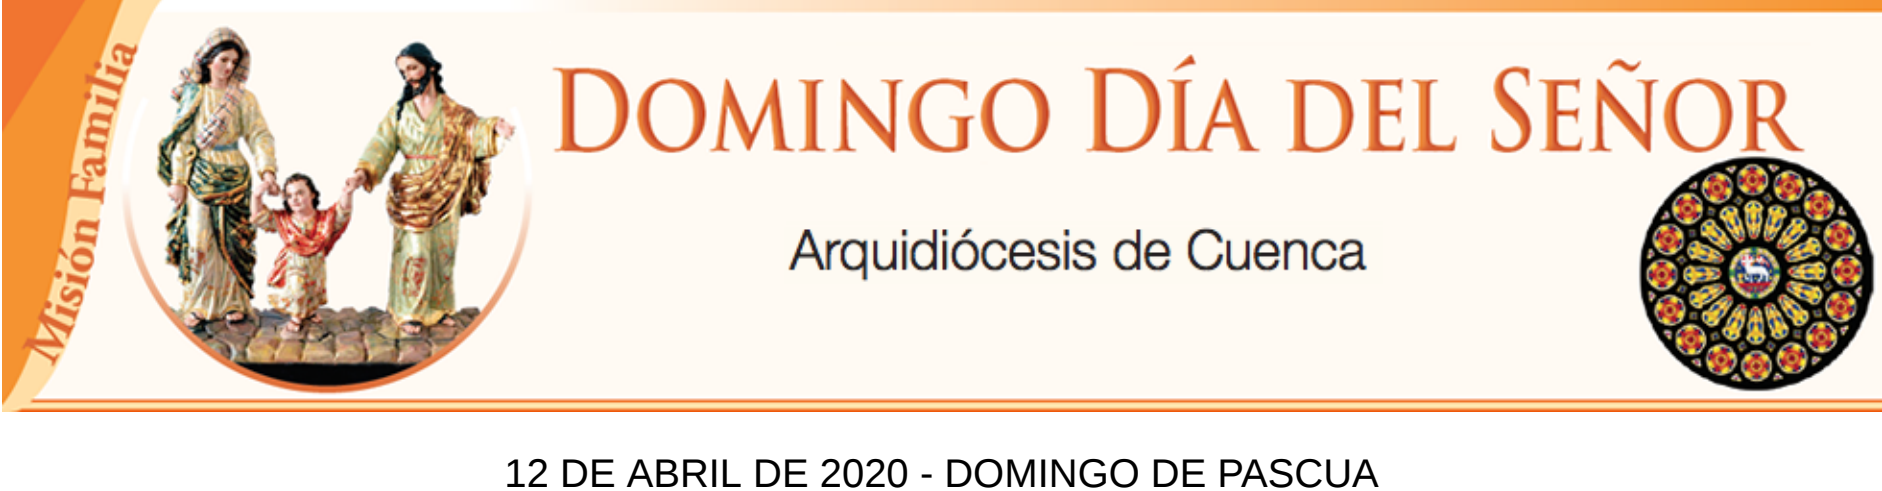 Misión Familia
DOMINGO DÍA DEL SEÑOR
Arquidiócesis de Cuenca
12 DE ABRIL DE 2020 - DOMINGO DE PASCUA